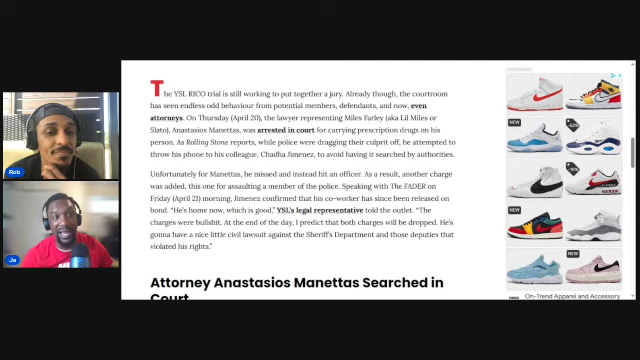 The YSL RICO trial is still working to put together a jury. Already though, the courtroom
has seen endless odd behaviour from potential members, defendants, and now, even
attorneys. On Thursday (April 20), the lawyer representing Miles Farley (aka Lil Miles or
Slato), Anastasios Manettas, was arrested in court for carrying prescription drugs on his
person. As Rolling Stone reports, while police were dragging their culprit off, he attempted to
throw his phone to his colleague, Chadha Jimenez, to avoid having it searched by authorities.
Unfortunately for Manettas, he missed and instead hit an officer. As a result, another charge
was added, this one for assaulting a member of the police. Speaking with The FADER on
Friday (April 21) morning, Jimenez confirmed that his co-worker has since been released on
bond. “He’s home now, which is good,” YSL’s legal representative told the outlet. “The
charges were bullshit. At the end of the day, I predict that both charges will be dropped. He’s
gonna have a nice little civil lawsuit against the Sheriff’s Department and those deputies that
violated his rights.”
Attorney Anastasios Manettas Searched in
Court
Rob
Ja
NEW
NEW
NEW
On-Trend Apparel and Accessory